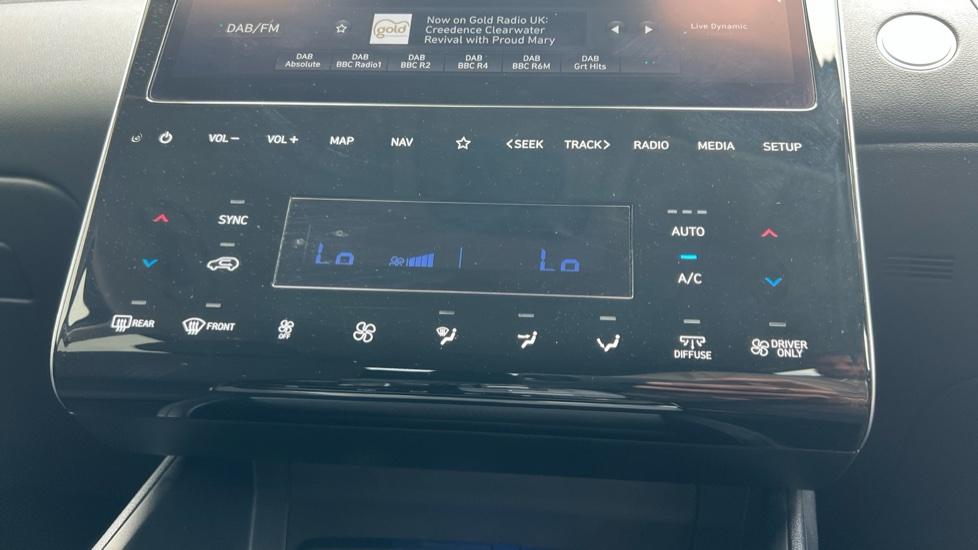 DAB/FM
gold
Now on Gold Radio UK:
Creedence Clearwater
Revival with Proud Mary
Live Dynamic
DAB
Absolute
DAB
BBC Radio1
DAB
BBC R2
DAB
BBC R4
DAB
BBC R6M
DAB
Grt Hits
VOL− VOL+ MAP NAV <SEEK TRACK> RADIO MEDIA SETUP
SYNC
Lo
Lo
AUTO
A/C
REAR
FRONT
OFF
DIFFUSE
DRIVER
ONLY